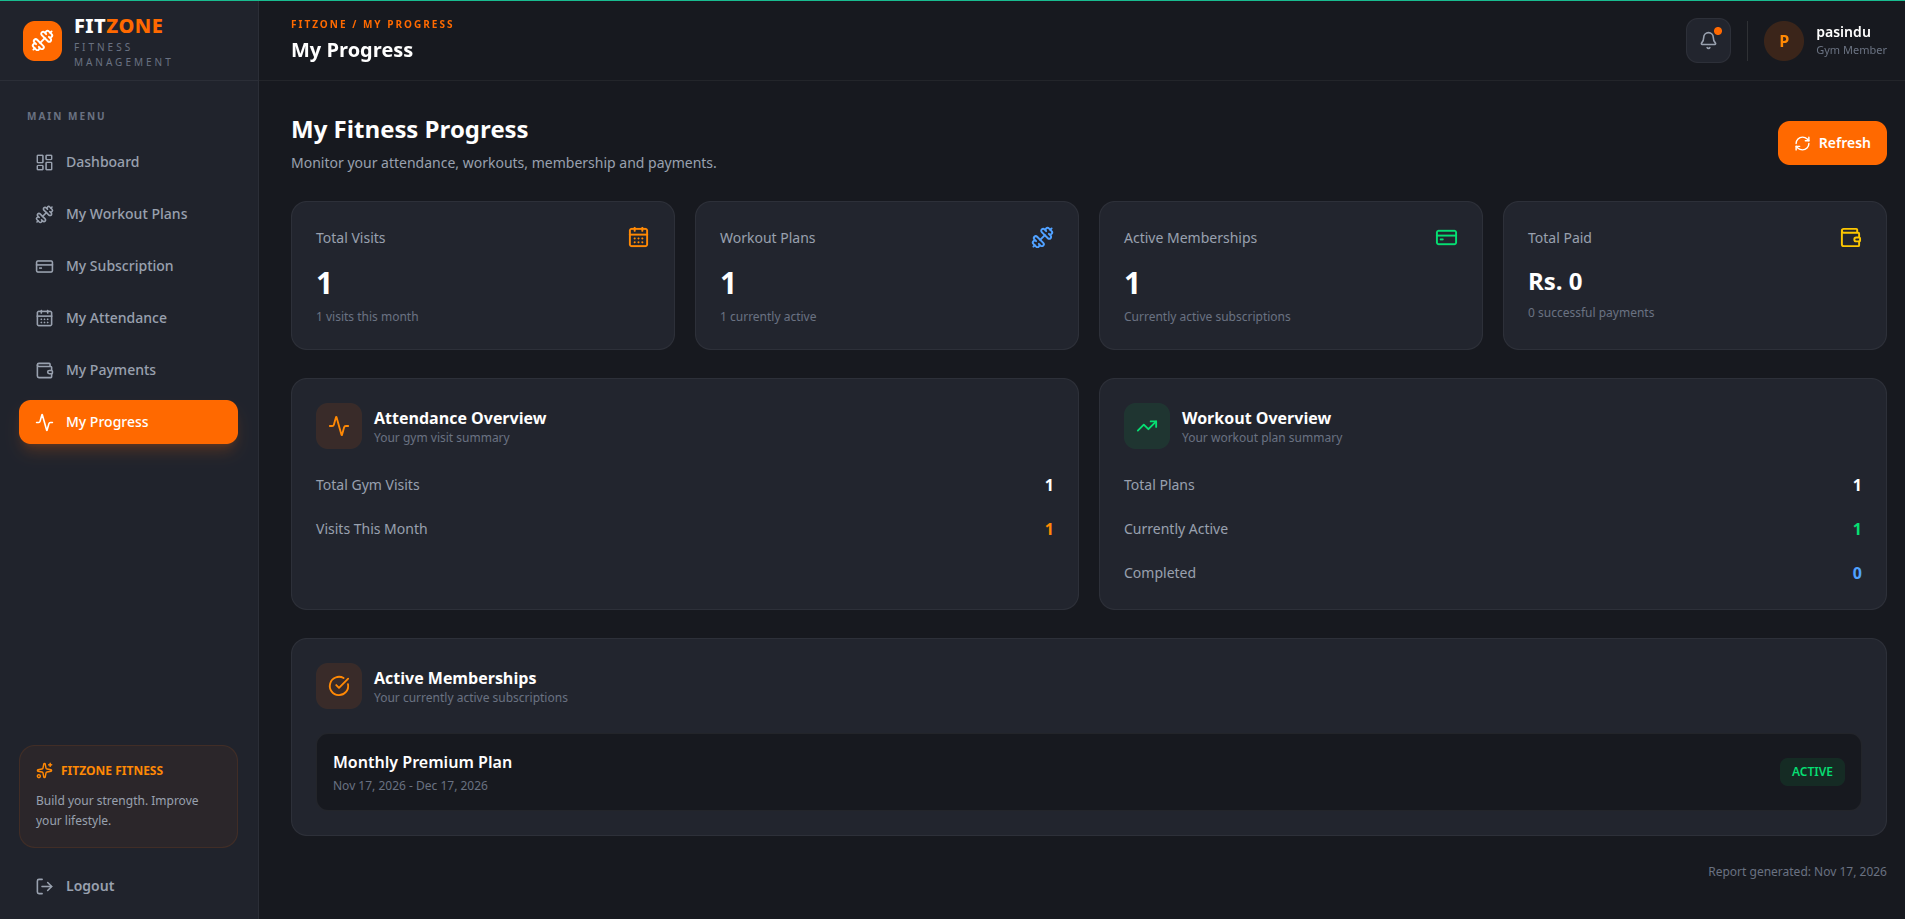 FITZONE
FITNESS
MANAGEMENT
MAIN MENU
Dashboard
My Workout Plans
My Subscription
My Attendance
My Payments
My Progress
FITZONE FITNESS
Build your strength. Improve
your lifestyle.
Logout
FITZONE / MY PROGRESS
My Progress
P
pasindu
Gym Member
My Fitness Progress
Monitor your attendance, workouts, membership and payments.
Refresh
Total Visits
1
1 visits this month
Workout Plans
1
1 currently active
Active Memberships
1
Currently active subscriptions
Total Paid
Rs. 0
0 successful payments
Attendance Overview
Your gym visit summary
Total Gym Visits 1
Visits This Month 1
Workout Overview
Your workout plan summary
Total Plans 1
Currently Active 1
Completed 0
Active Memberships
Your currently active subscriptions
Monthly Premium Plan
Nov 17, 2026 - Dec 17, 2026
ACTIVE
Report generated: Nov 17, 2026